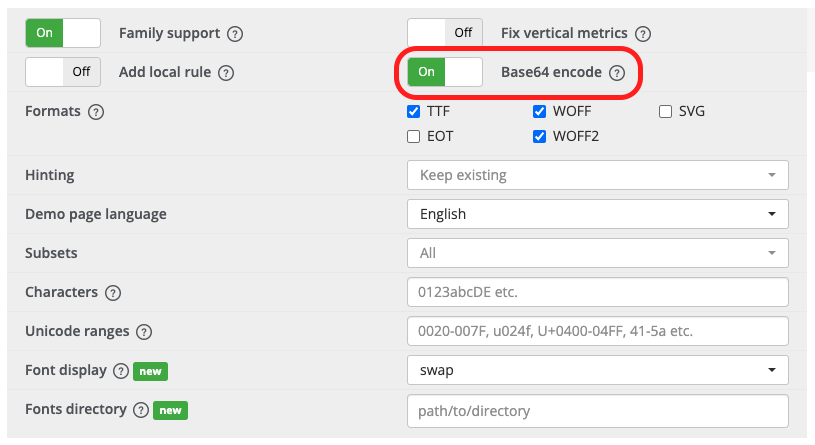 On Family support ? Off Fix vertical metrics ?
Off Add local rule ? On Base64 encode ?
Formats ? TTF WOFF SVG
EOT WOFF2
Hinting Keep existing
Demo page language English
Subsets All
Characters ? 0123abcDE etc.
Unicode ranges ? 0020-007F, u024f, U+0400-04FF, 41-5a etc.
Font display ? new swap
Fonts directory ? new path/to/directory